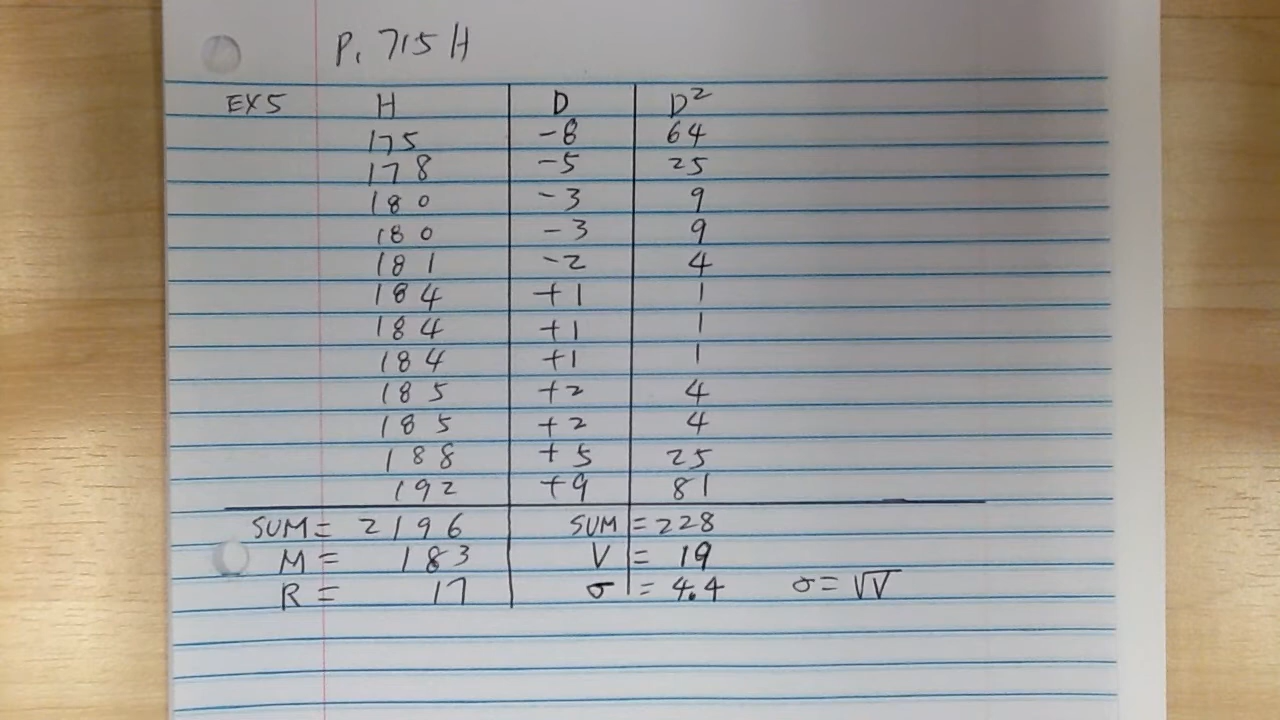 P. 715 H
EX5 H D D²
175 -8 64
178 -5 25
180 -3 9
180 -3 9
181 -2 4
184 +1 1
184 +1 1
184 +1 1
185 +2 4
185 +2 4
188 +5 25
192 +9 81
SUM = 2196 SUM = 228
M = 183 V = 19
R = 17 σ = 4.4 σ = √V